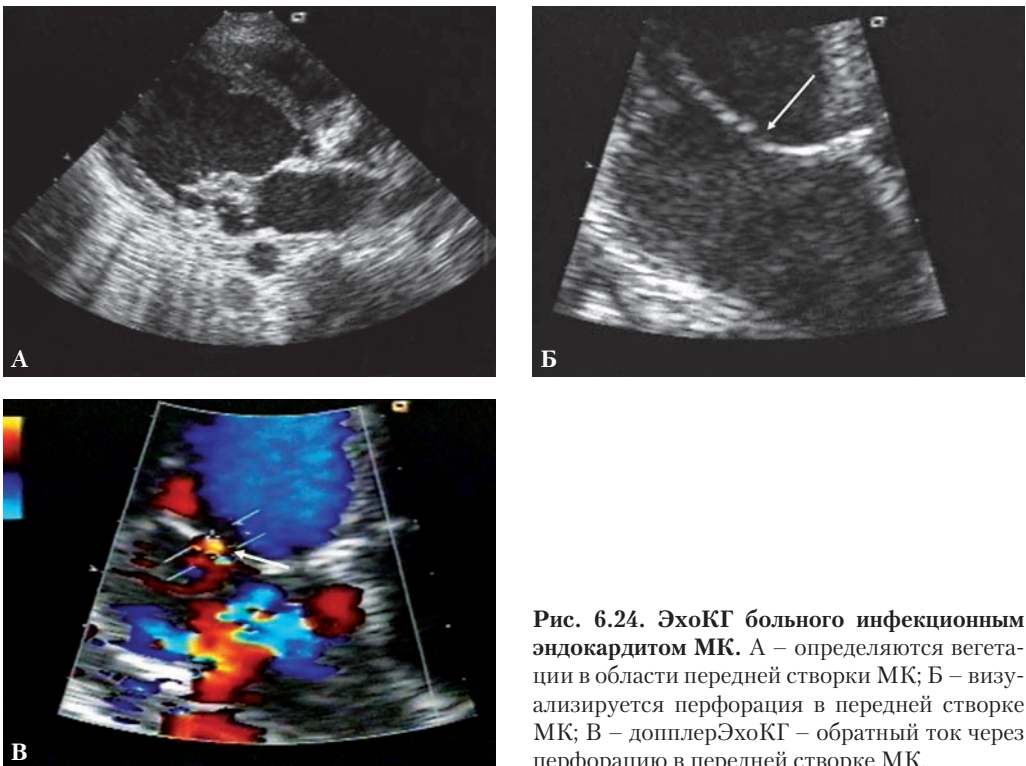 А
Б
В
Рис. 6.24. ЭхоКГ больного инфекционным
эндокардитом МК. А – определяются вегета-
ции в области передней створки МК; Б – визу-
ализируется перфорация в передней створке
МК; В – допплерЭхоКГ – обратный ток через
перфорацию в передней створке МК.